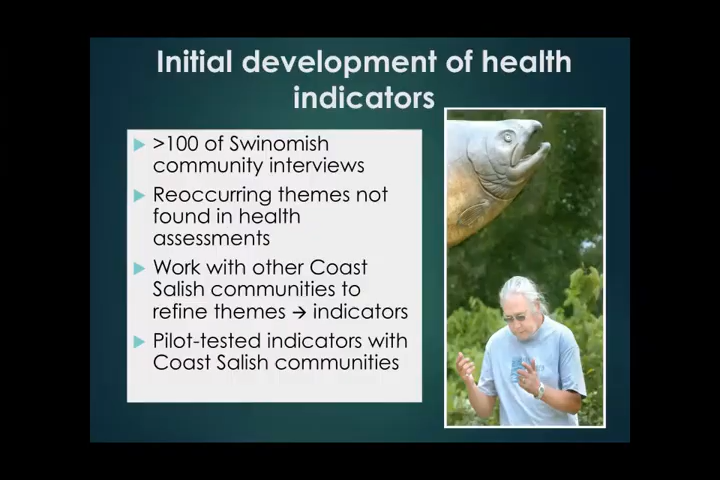 Initial development of health
indicators
>100 of Swinomish
community interviews
Reoccurring themes not
found in health
assessments
Work with other Coast
Salish communities to
refine themes → indicators
Pilot-tested indicators with
Coast Salish communities